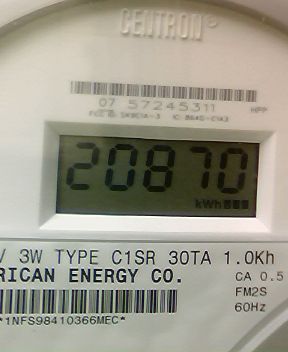 CENTRON®
07 57245311
20870
kWh
V 3W TYPE C1SR 30TA 1.0Kh
RICAN ENERGY CO.
CA 0.5
FM2S
60Hz
*1NFS98410366MEC*